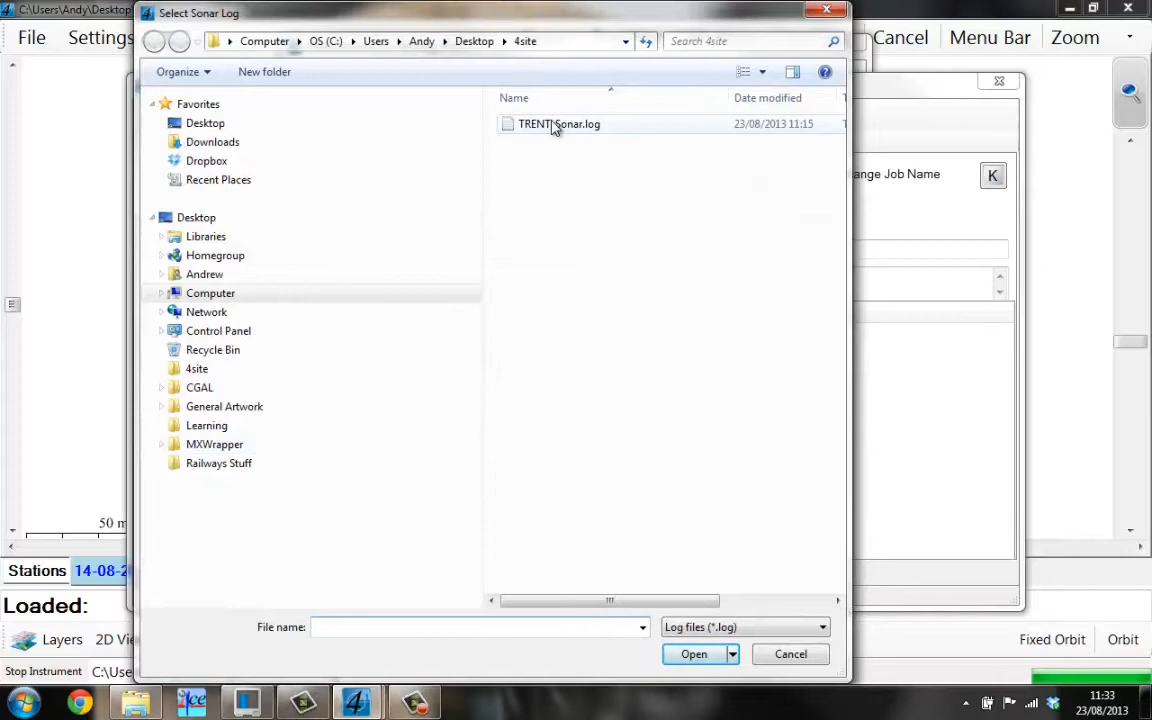 C:\Users\Andy\Desktop
Select Sonar Log
File
Settings
Cancel
Menu Bar
Zoom
Computer
OS (C:)
Users
Andy
Desktop
4site
Search 4site
Organize
New folder
Name
Date modified
Favorites
Desktop
Downloads
Dropbox
Recent Places
TRENT Sonar.log
23/08/2013 11:15
ange Job Name
K
Desktop
Libraries
Homegroup
Andrew
Computer
Network
Control Panel
Recycle Bin
4site
CGAL
General Artwork
Learning
MXWrapper
Railways Stuff
50 m
Stations
14-08-2
Loaded:
File name:
Log files (*.log)
Layers
2D Vi
Open
Cancel
Fixed Orbit
Orbit
Stop Instrument
C:\Use
11:33
23/08/2013